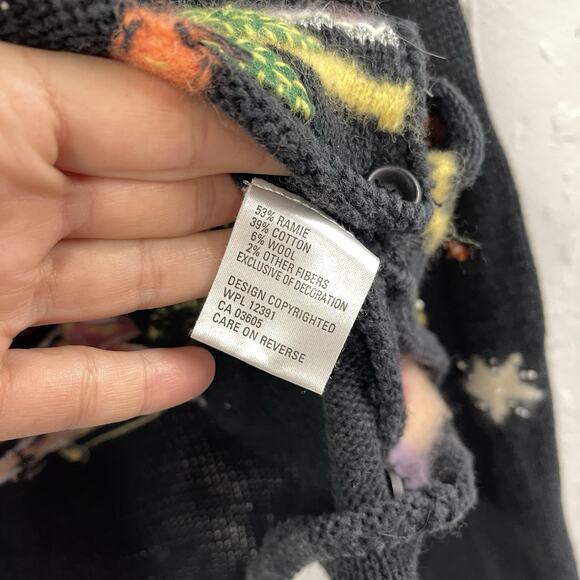 53% RAMIE
39% COTTON
6% WOOL
2% OTHER FIBERS
EXCLUSIVE OF DECORATION
DESIGN COPYRIGHTED
WPL 12391
CA 03605
CARE ON REVERSE